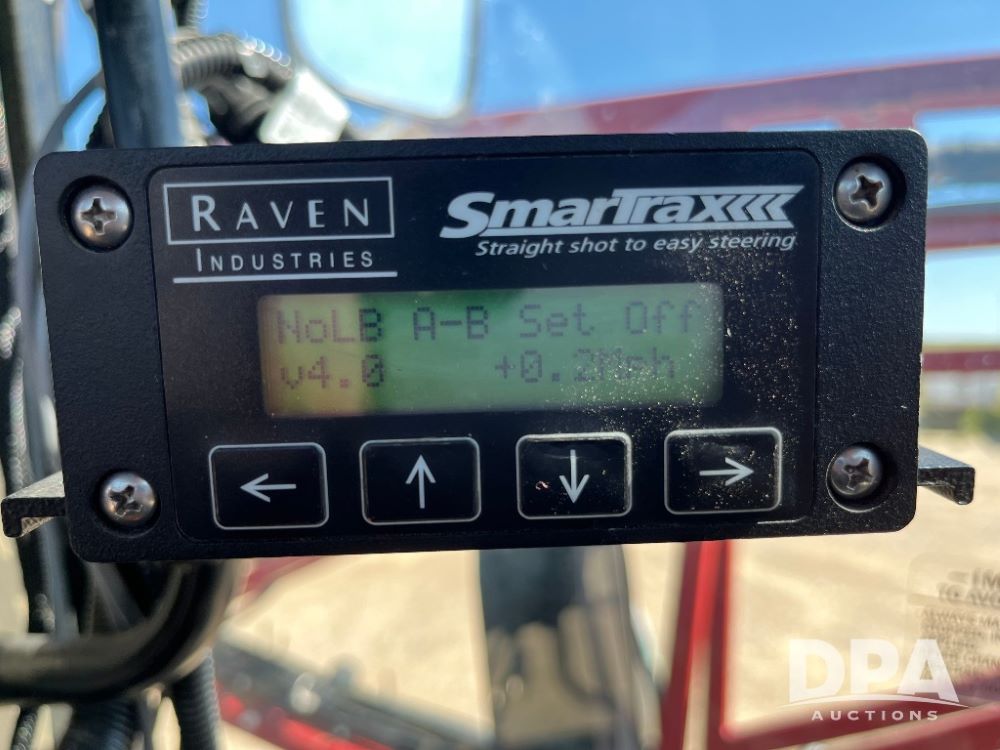 RAVEN
INDUSTRIES
SmarTrax
Straight shot to easy steering
NoLB A-B Set Off
v4.0 +0.2Mph
← ↑ ↓ →
DPA
AUCTIONS